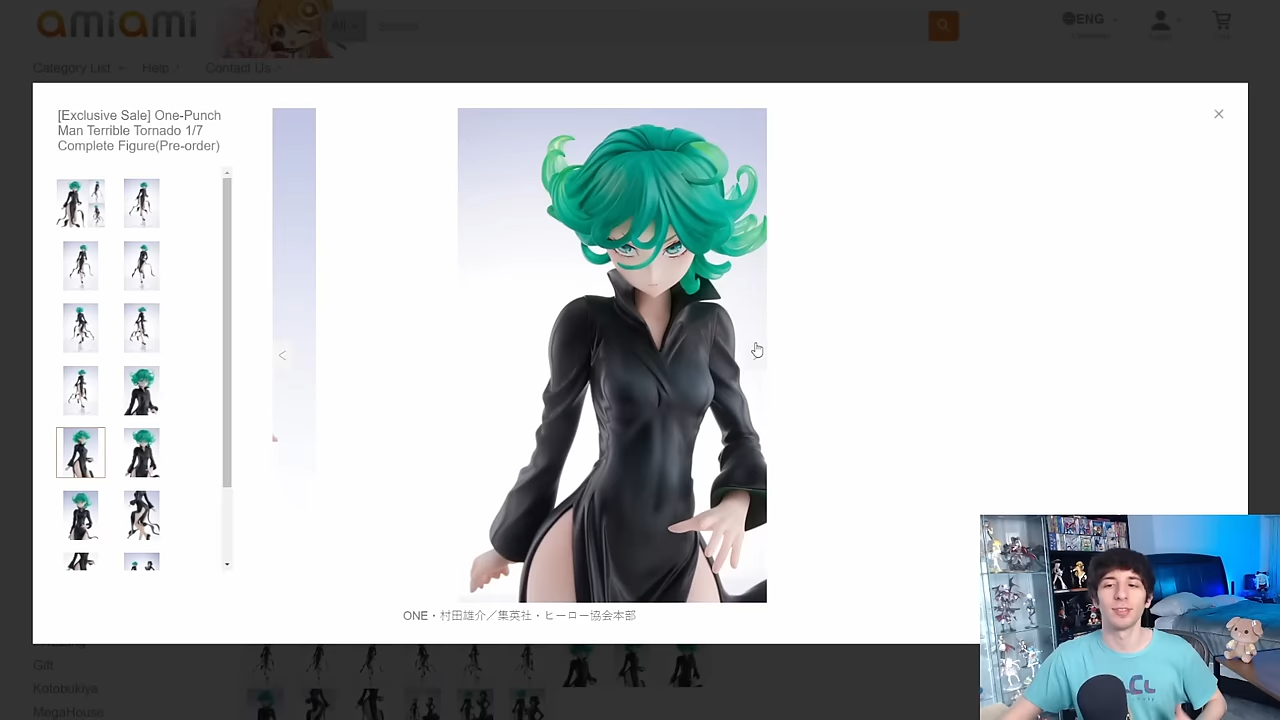 amiami
All
Search
ENG
Category List
Help
Contact Us
[Exclusive Sale] One-Punch
Man Terrible Tornado 1/7
Complete Figure(Pre-order)
ONE・村田雄介／集英社・ヒーロー協会本部
Gift
Kotobukiya
MegaHouse